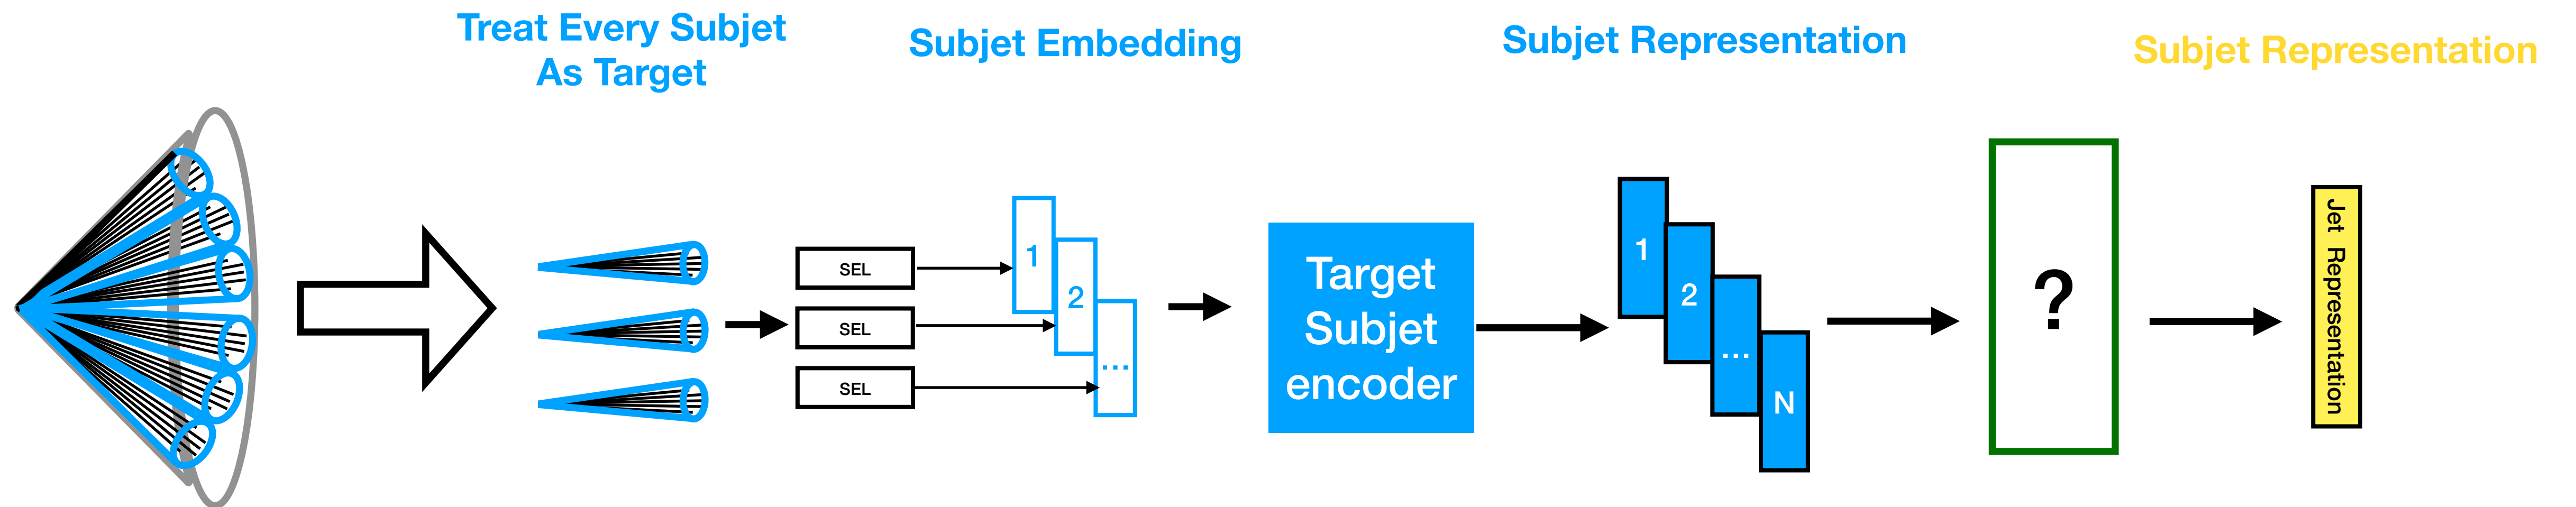 Treat Every Subjet
As Target
Subjet Embedding
Subjet Representation
Subjet Representation
SEL
SEL
SEL
1
2
...
Target
Subjet
encoder
1
2
...
N
?
Jet Representation